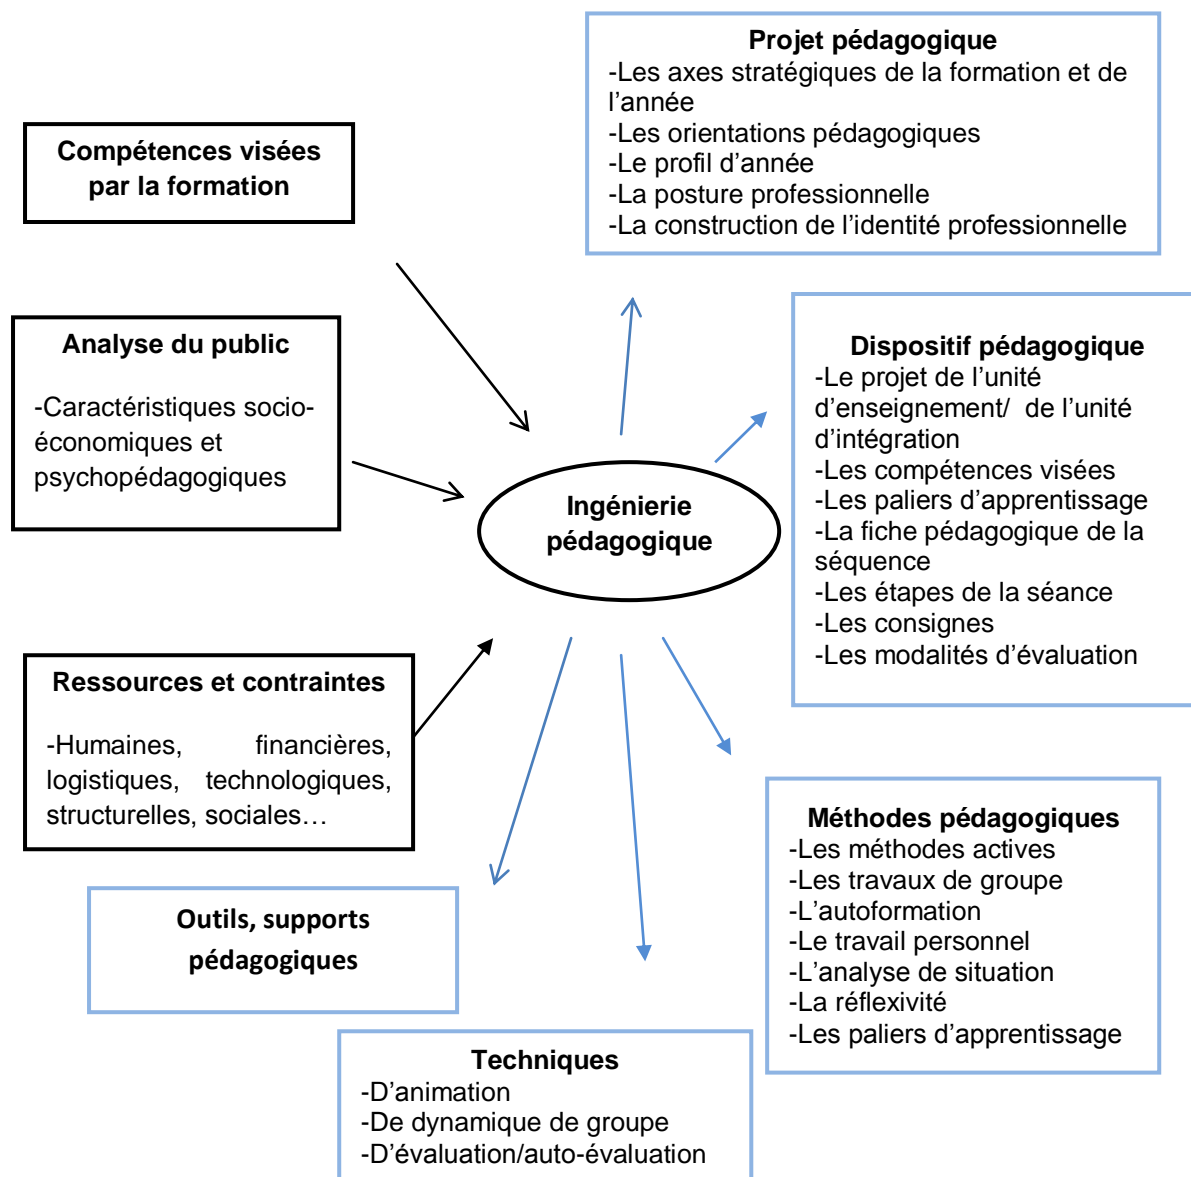 Projet pédagogique
-Les axes stratégiques de la formation et de
l’année
-Les orientations pédagogiques
-Le profil d’année
-La posture professionnelle
-La construction de l’identité professionnelle
Compétences visées
par la formation
Analyse du public
-Caractéristiques socio-
économiques et
psychopédagogiques
Dispositif pédagogique
-Le projet de l’unité
d’enseignement/ de l’unité
d’intégration
-Les compétences visées
-Les paliers d’apprentissage
-La fiche pédagogique de la
séquence
-Les étapes de la séance
-Les consignes
-Les modalités d’évaluation
Ingénierie
pédagogique
Ressources et contraintes
-Humaines, financières,
logistiques, technologiques,
structurelles, sociales…
Méthodes pédagogiques
-Les méthodes actives
-Les travaux de groupe
-L’autoformation
-Le travail personnel
-L’analyse de situation
-La réflexivité
-Les paliers d’apprentissage
Outils, supports
pédagogiques
Techniques
-D’animation
-De dynamique de groupe
-D’évaluation/auto-évaluation